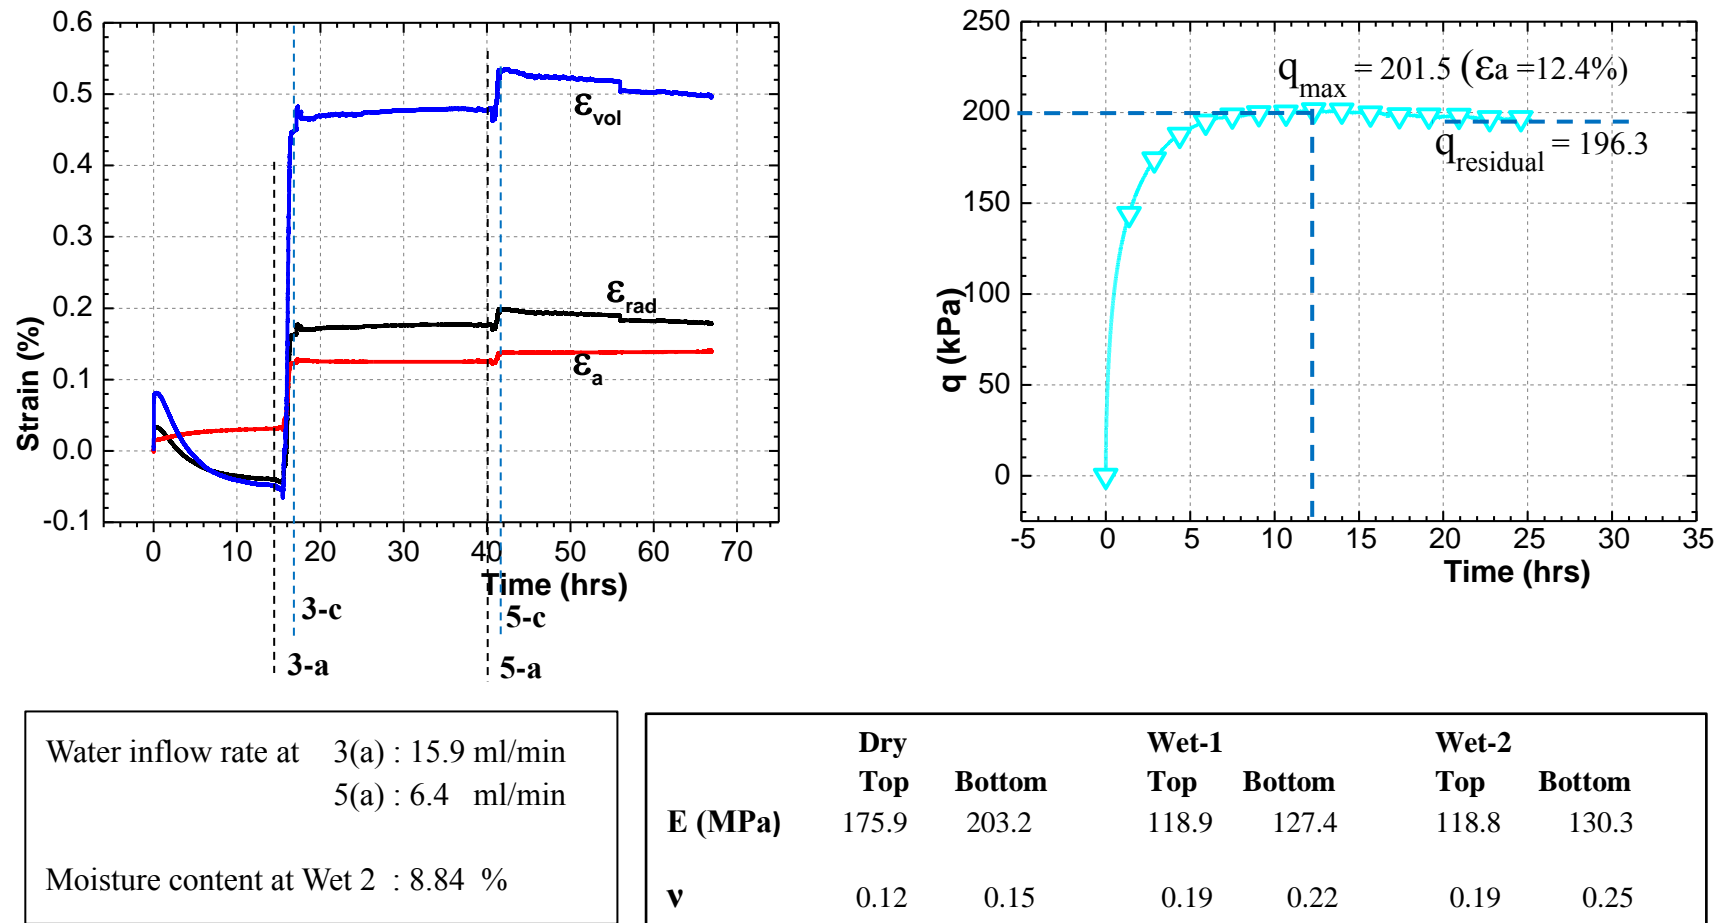 0.6
0.5
0.4
0.3
0.2
0.1
0.0
-0.1
Strain (%)
0 10 20 30 40 50 60 70
Time (hrs)
εvol
εrad
εa
3-c
3-a
5-c
5-a
250
200
150
100
50
0
q (kPa)
-5 0 5 10 15 20 25 30 35
Time (hrs)
qmax = 201.5 (εa =12.4%)
qresidual = 196.3
Water inflow rate at 3(a) : 15.9 ml/min
5(a) : 6.4 ml/min
Moisture content at Wet 2 : 8.84 %
Dry Wet-1 Wet-2
Top Bottom Top Bottom Top Bottom
E (MPa) 175.9 203.2 118.9 127.4 118.8 130.3
ν 0.12 0.15 0.19 0.22 0.19 0.25